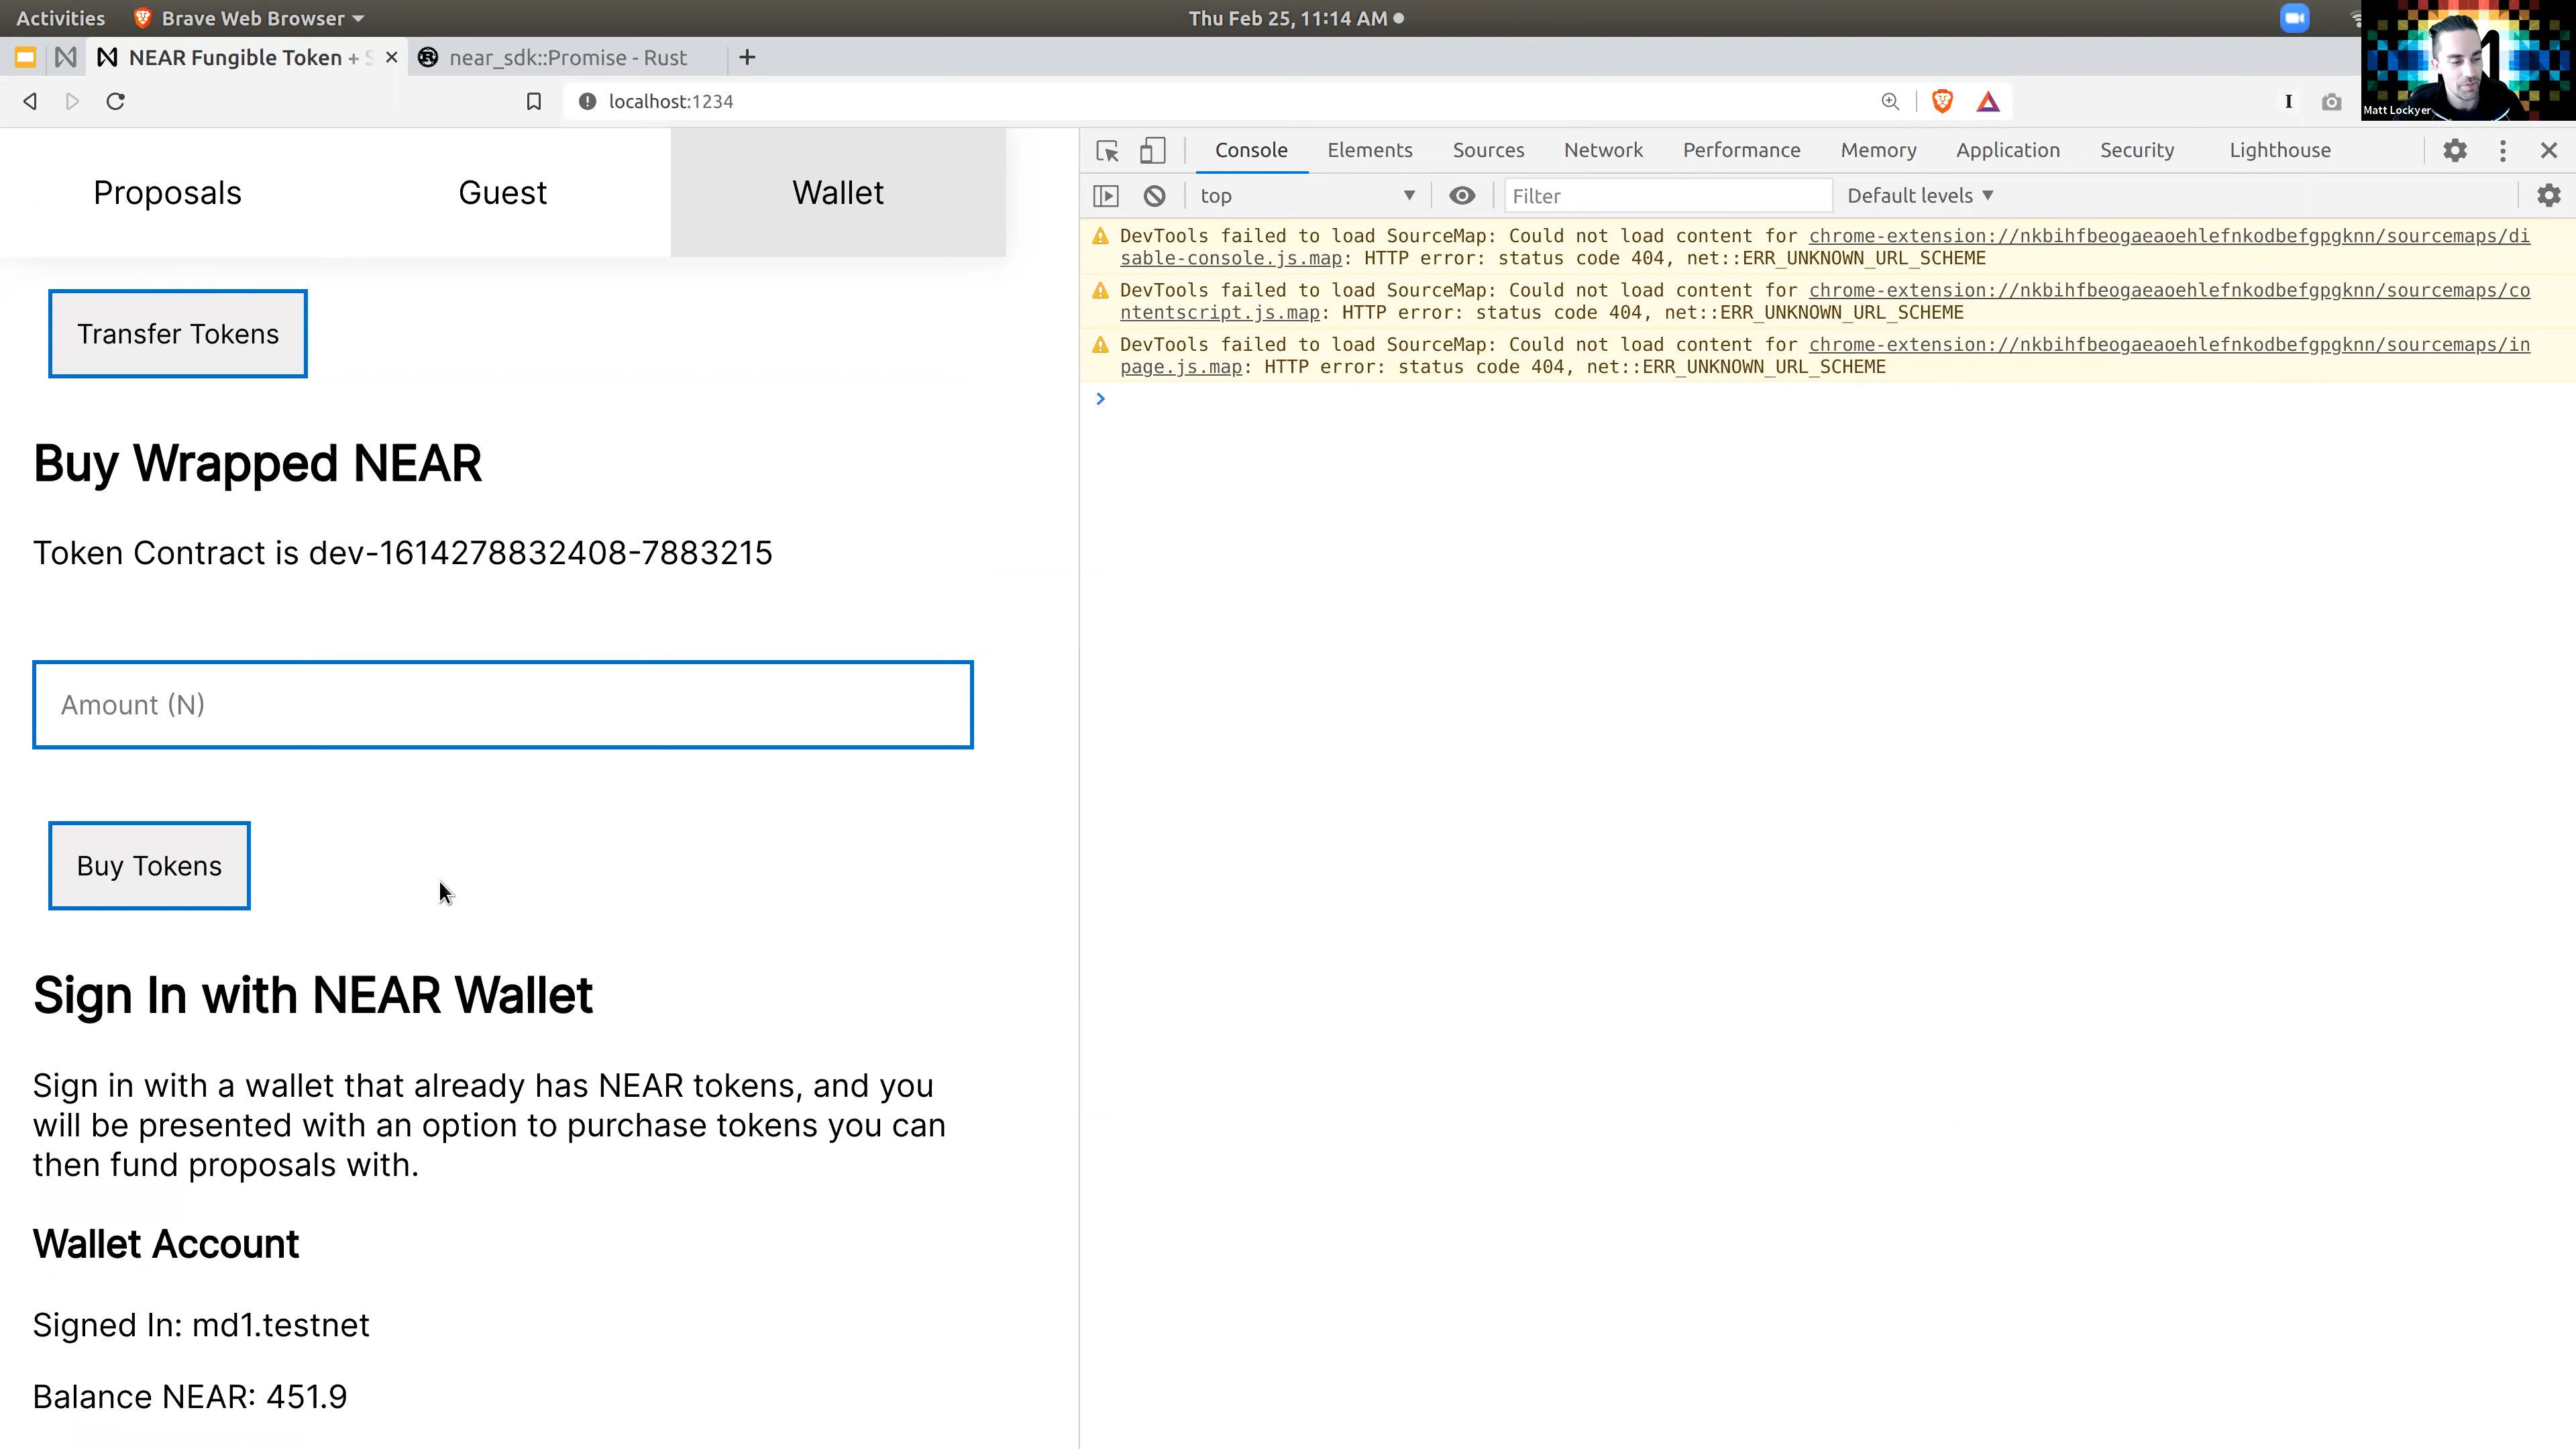 Activities
Brave Web Browser
Thu Feb 25, 11:14 AM
NEAR Fungible Token + S
near_sdk::Promise - Rust
localhost:1234
Matt Lockyer
Proposals
Guest
Wallet
Transfer Tokens
Buy Wrapped NEAR
Token Contract is dev-1614278832408-7883215
Amount (N)
Buy Tokens
Sign In with NEAR Wallet
Sign in with a wallet that already has NEAR tokens, and you
will be presented with an option to purchase tokens you can
then fund proposals with.
Wallet Account
Signed In: md1.testnet
Balance NEAR: 451.9
Console
Elements
Sources
Network
Performance
Memory
Application
Security
Lighthouse
top
Filter
Default levels
DevTools failed to load SourceMap: Could not load content for chrome-extension://nkbihfbeogaeaoehlefnkodbefgpgknn/sourcemaps/di
sable-console.js.map: HTTP error: status code 404, net::ERR_UNKNOWN_URL_SCHEME
DevTools failed to load SourceMap: Could not load content for chrome-extension://nkbihfbeogaeaoehlefnkodbefgpgknn/sourcemaps/co
ntentscript.js.map: HTTP error: status code 404, net::ERR_UNKNOWN_URL_SCHEME
DevTools failed to load SourceMap: Could not load content for chrome-extension://nkbihfbeogaeaoehlefnkodbefgpgknn/sourcemaps/in
page.js.map: HTTP error: status code 404, net::ERR_UNKNOWN_URL_SCHEME